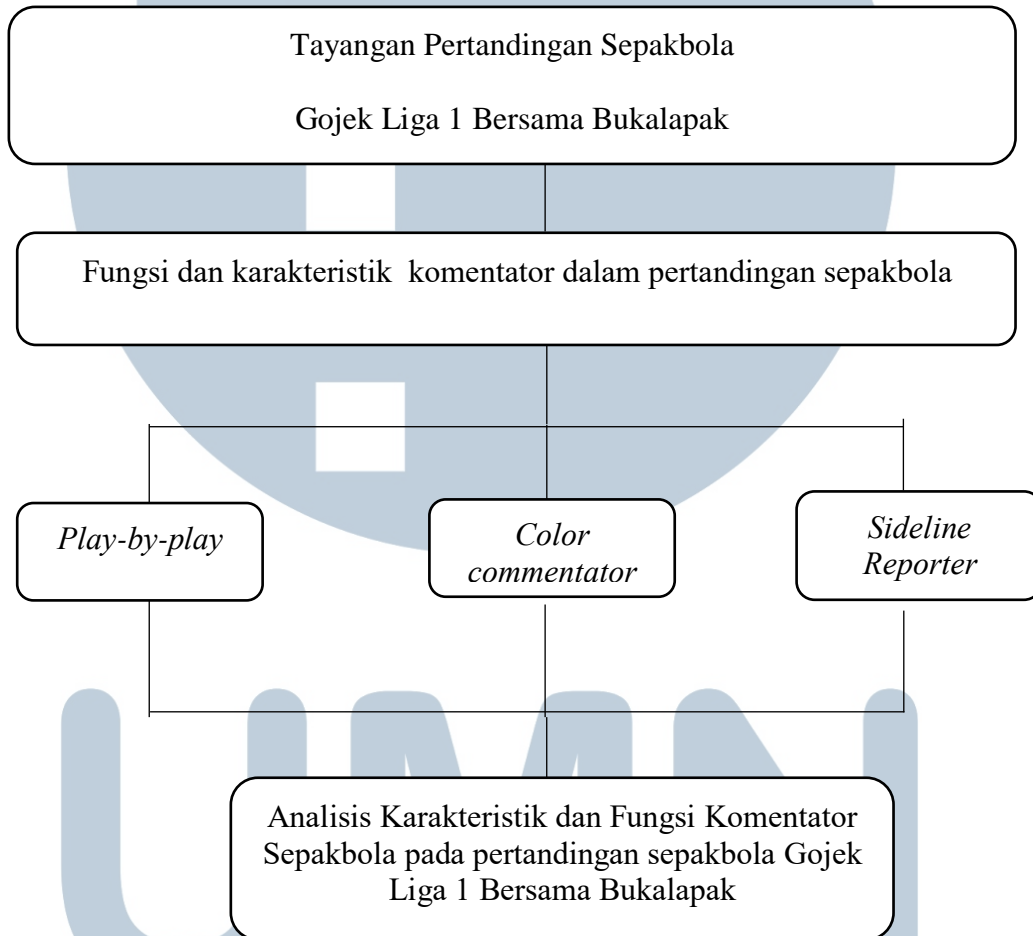 Tayangan Pertandingan Sepakbola
Gojek Liga 1 Bersama Bukalapak
Fungsi dan karakteristik komentator dalam pertandingan sepakbola
Play-by-play
Color
commentator
Sideline
Reporter
UMN
Analisis Karakteristik dan Fungsi Komentator
Sepakbola pada pertandingan sepakbola Gojek
Liga 1 Bersama Bukalapak